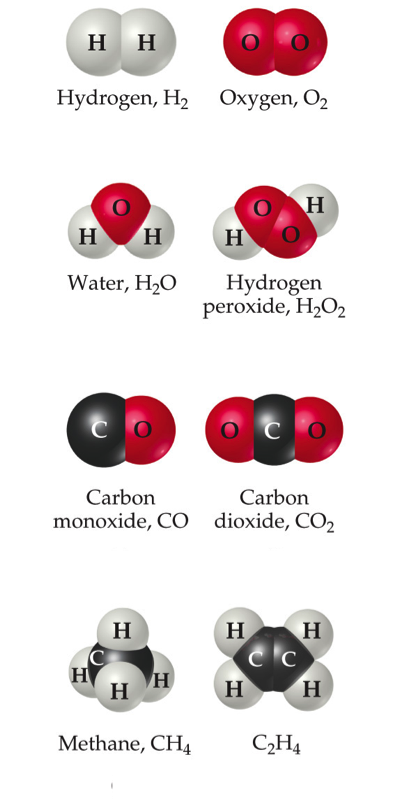 H H O O
Hydrogen, H₂ Oxygen, O₂
O
H H
O H
H O
Water, H₂O
Hydrogen
peroxide, H₂O₂
C O O C O
Carbon
monoxide, CO
Carbon
dioxide, CO₂
H
C
H H
H
H H
C C
H H
Methane, CH₄ C₂H₄